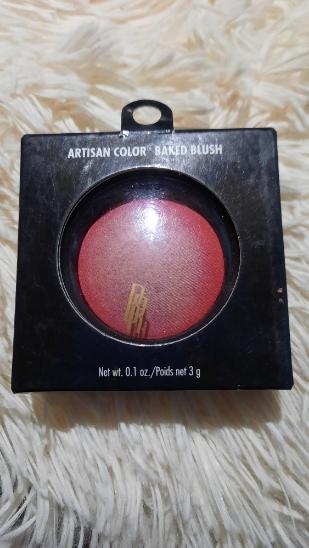 ARTISAN COLOR® BAKED BLUSH
Net wt. 0.1 oz./Poids net 3 g